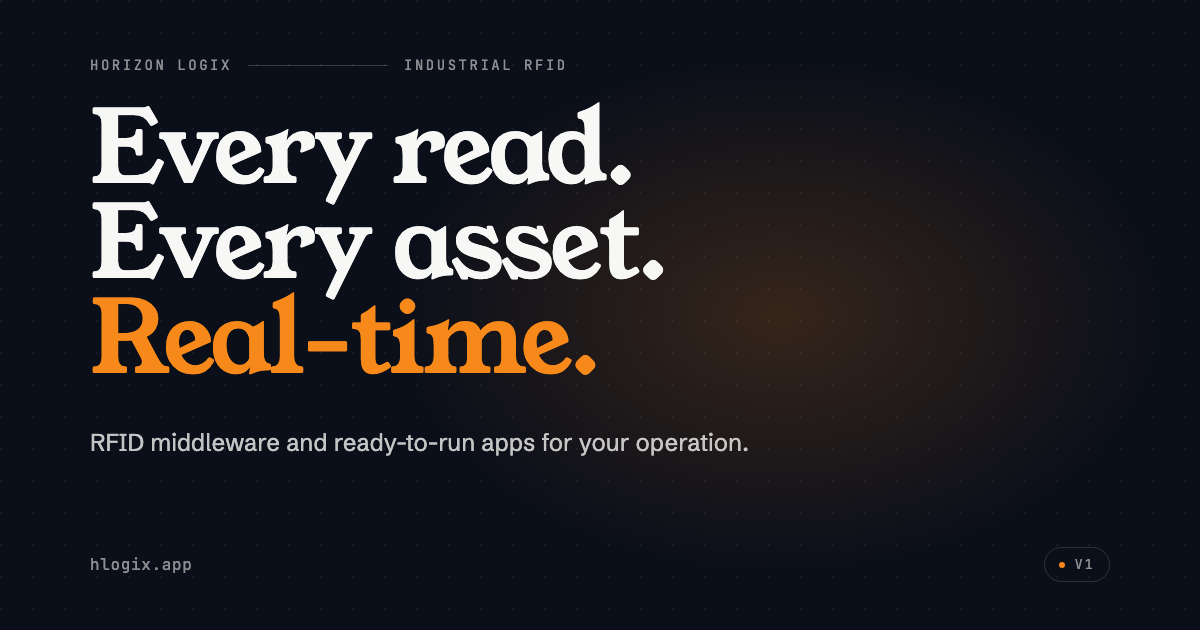 HORIZON LOGIX INDUSTRIAL RFID
Every read.
Every asset.
Real-time.
RFID middleware and ready-to-run apps for your operation.
hlogix.app
V1